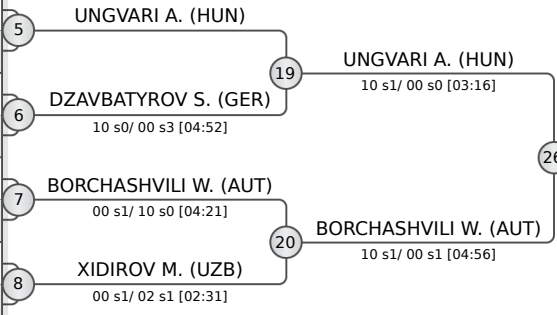 5
UNGVARI A. (HUN)
19
UNGVARI A. (HUN)
10 s1/ 00 s0 [03:16]
6
DZAVBATYROV S. (GER)
10 s0/ 00 s3 [04:52]
26
7
BORCHASHVILI W. (AUT)
00 s1/ 10 s0 [04:21]
20
BORCHASHVILI W. (AUT)
10 s1/ 00 s1 [04:56]
8
XIDIROV M. (UZB)
00 s1/ 02 s1 [02:31]